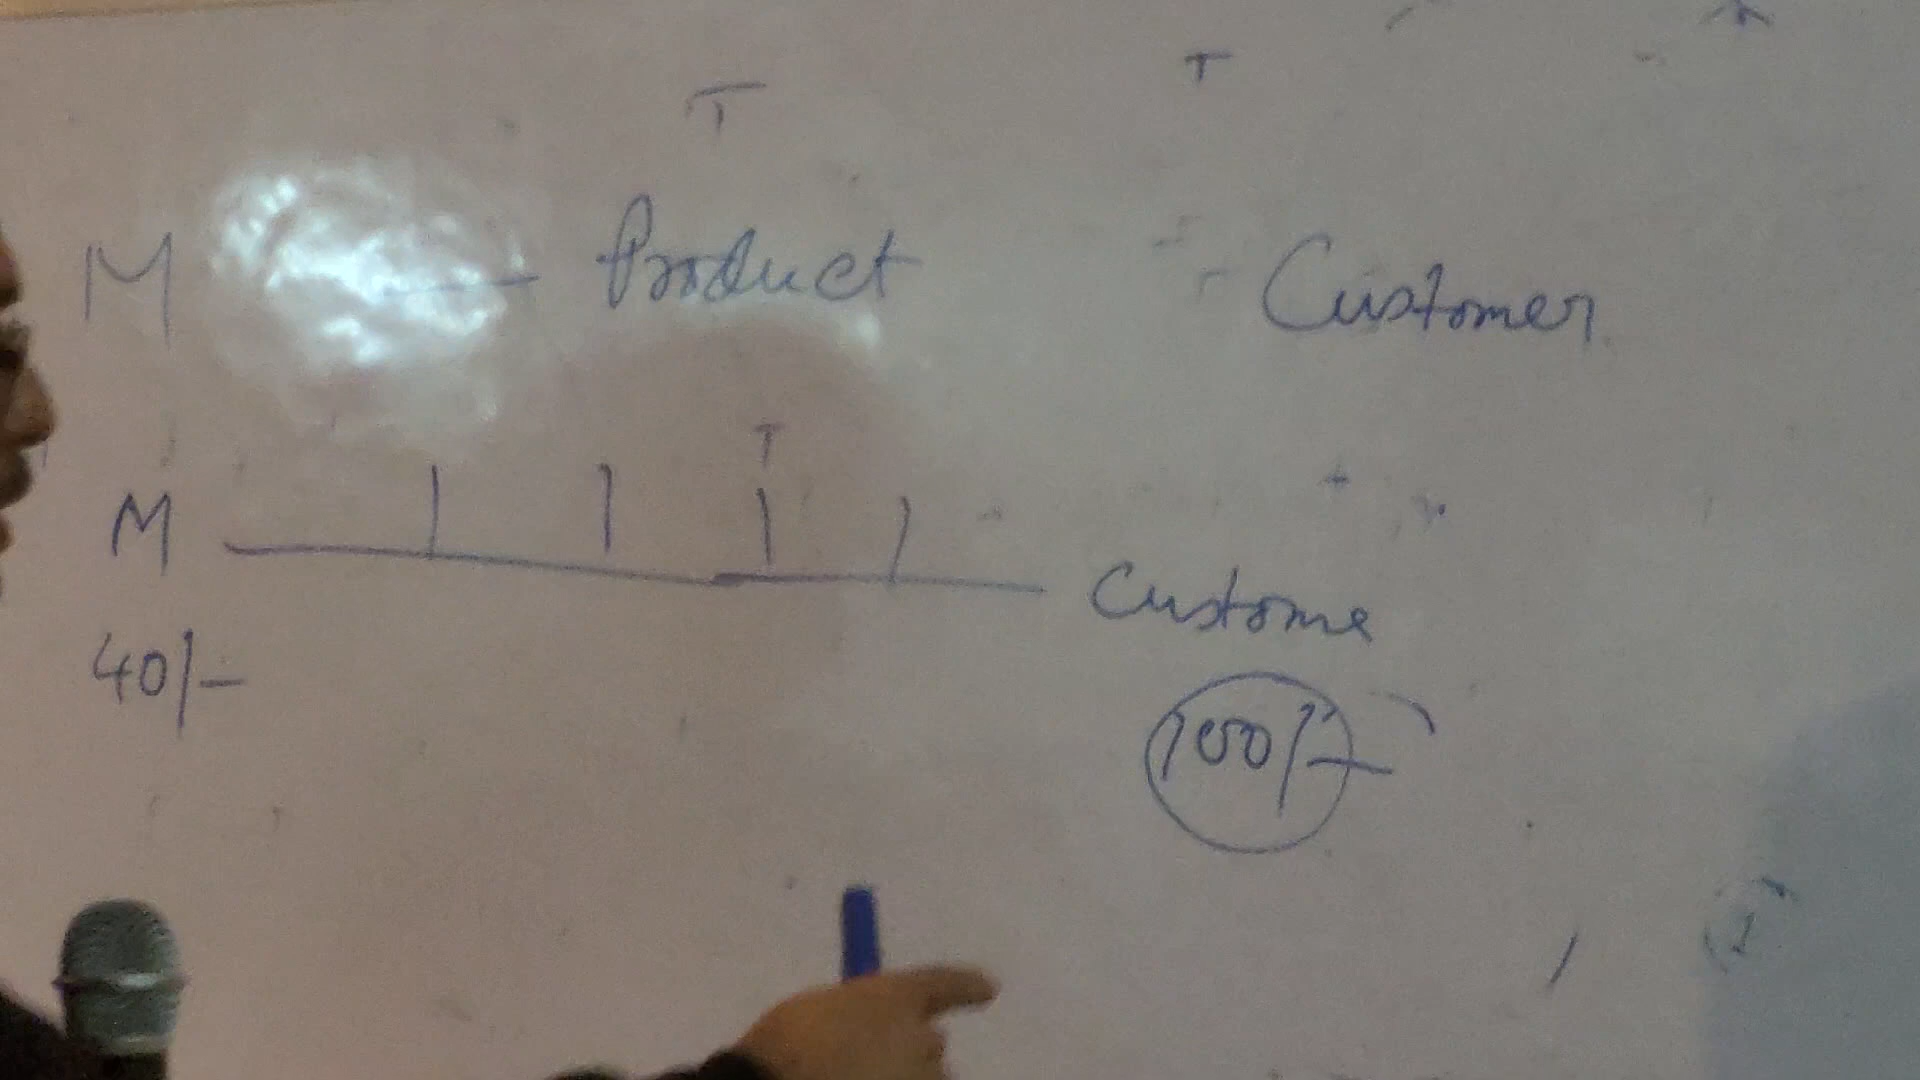 T
T
M — Product Customer
T
M Custome
40/-
100/-